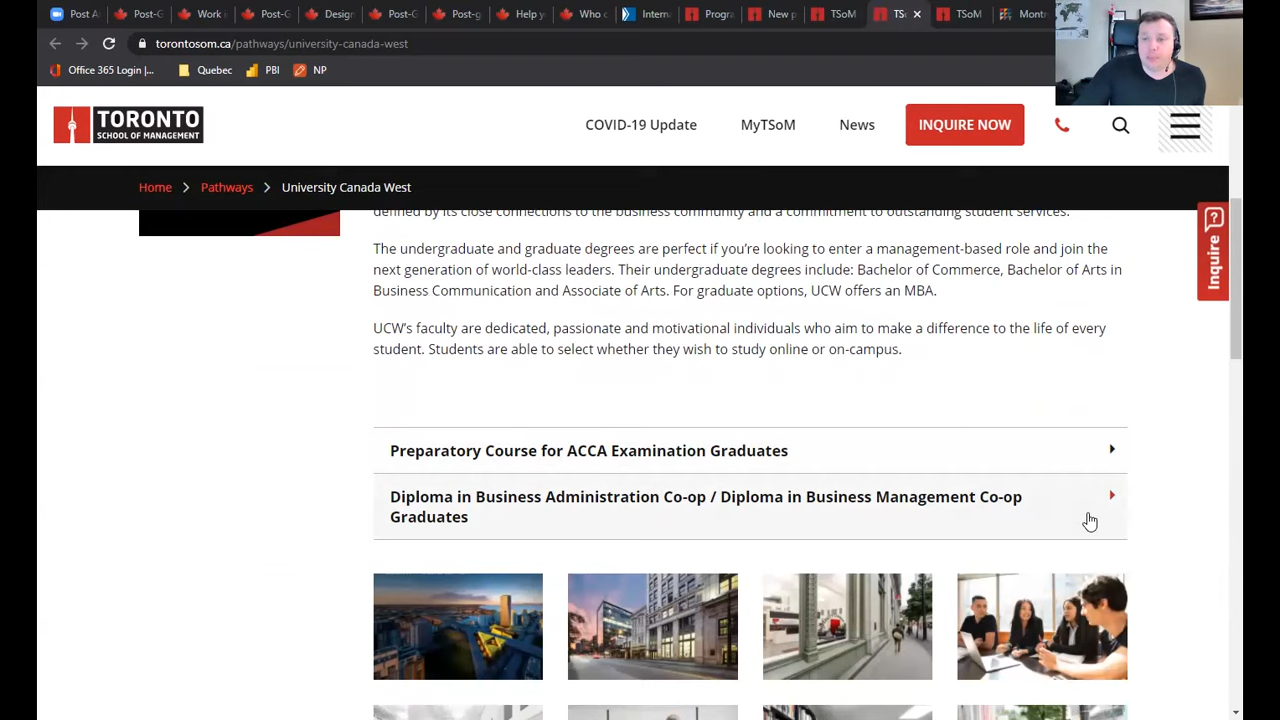 Post Al
Post-G
Work i
Post-G
Design
Post-G
Post-g
Help y
Who c
Interna
Progra
New p
TSoM
TSo
TSoM
Montr
torontosom.ca/pathways/university-canada-west
Office 365 Login |...
Quebec
PBI
NP
TORONTO
SCHOOL OF MANAGEMENT
COVID-19 Update
MyTSoM
News
INQUIRE NOW
Home
Pathways
University Canada West
Inquire
defined by its close connections to the business community and a commitment to outstanding student services.
The undergraduate and graduate degrees are perfect if you're looking to enter a management-based role and join the
next generation of world-class leaders. Their undergraduate degrees include: Bachelor of Commerce, Bachelor of Arts in
Business Communication and Associate of Arts. For graduate options, UCW offers an MBA.
UCW's faculty are dedicated, passionate and motivational individuals who aim to make a difference to the life of every
student. Students are able to select whether they wish to study online or on-campus.
Preparatory Course for ACCA Examination Graduates
Diploma in Business Administration Co-op / Diploma in Business Management Co-op
Graduates